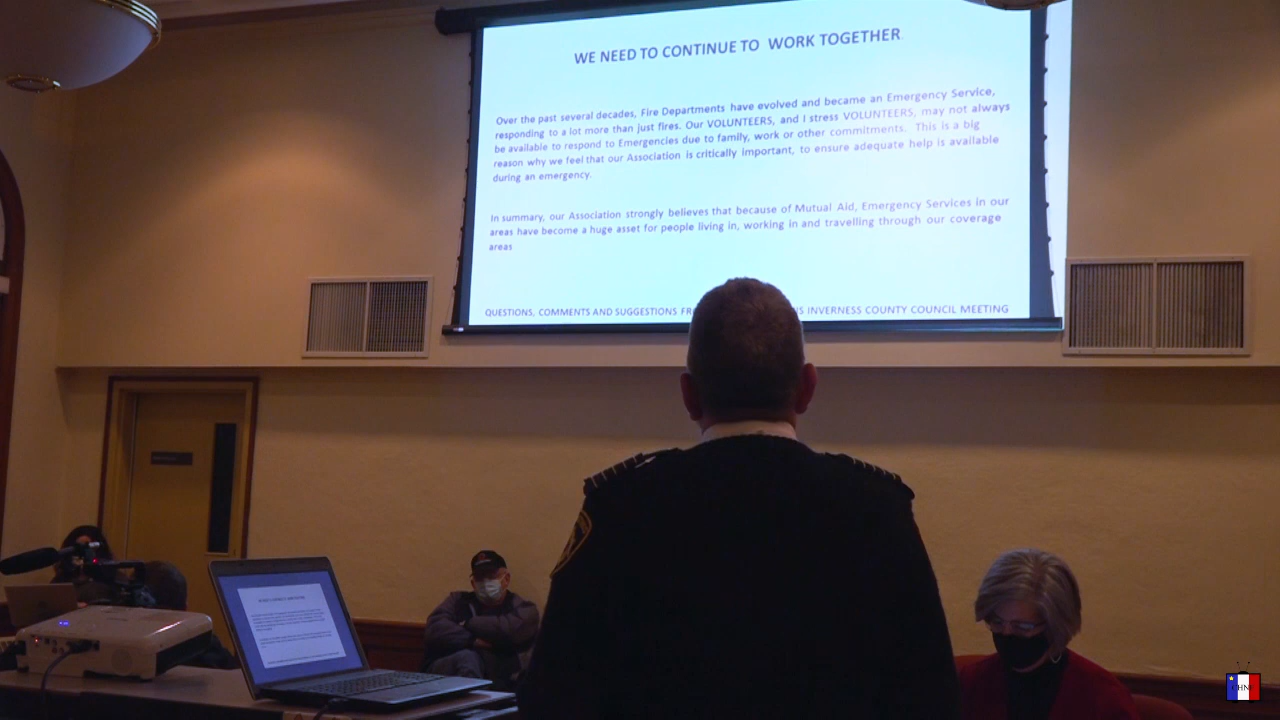 WE NEED TO CONTINUE TO WORK TOGETHER
Over the past several decades, Fire Departments have evolved and became an Emergency Service,
responding to a lot more than just fires. Our VOLUNTEERS, and I stress VOLUNTEERS, may not always
be available to respond to Emergencies due to family, work or other commitments. This is a big
reason why we feel that our Association is critically important, to ensure adequate help is available
during an emergency.
In summary, our Association strongly believes that because of Mutual Aid, Emergency Services in our
areas have become a huge asset for people living in, working in and travelling through our coverage
areas
QUESTIONS, COMMENTS AND SUGGESTIONS INVERNESS COUNTY COUNCIL MEETING